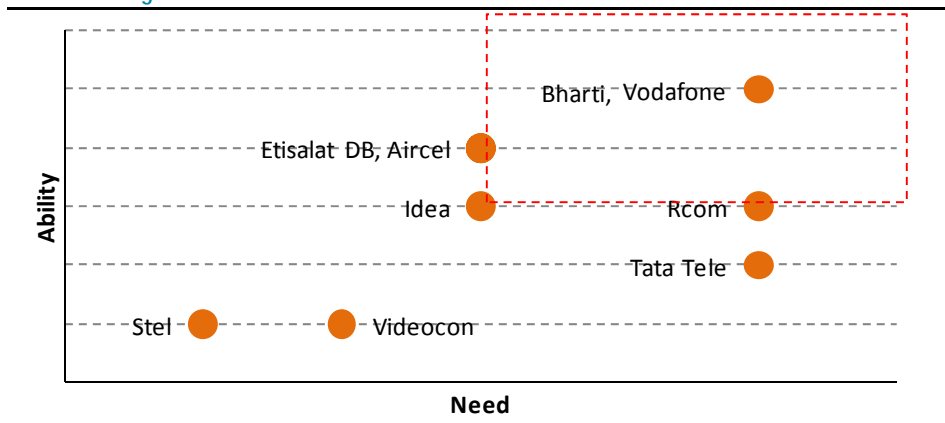 Bharti, Vodafone
Etisalat DB, Aircel
Idea
Rcom
Tata Tele
Stel
Videocon
Ability
Need